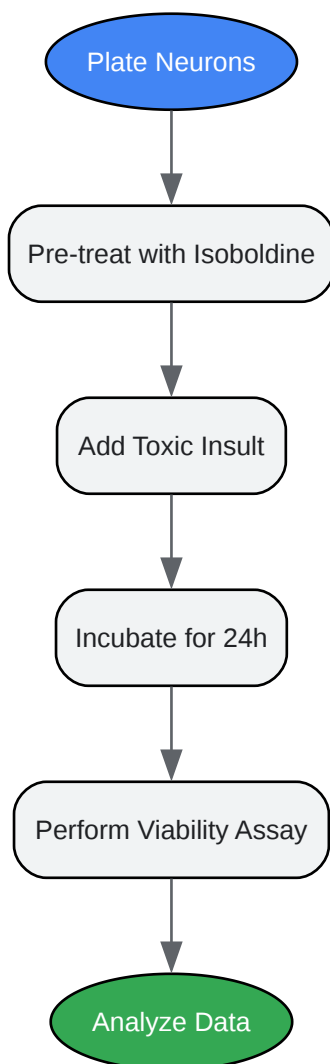 Plate Neurons
Pre-treat with Isoboldine
Add Toxic Insult
Incubate for 24h
Perform Viability Assay
Analyze Data